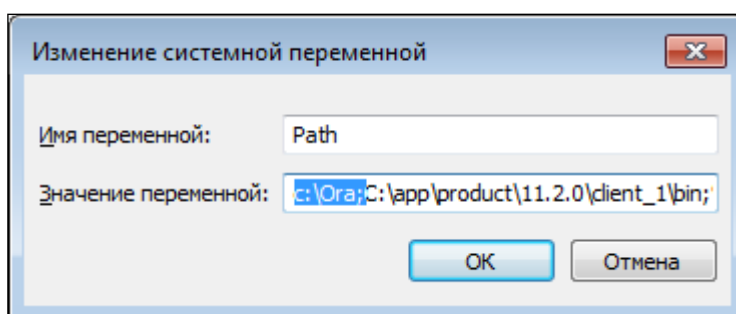 Изменение системной переменной
Имя переменной: Path
Значение переменной: c:\Ora;C:\app\product\11.2.0\client_1\bin;
OK Отмена